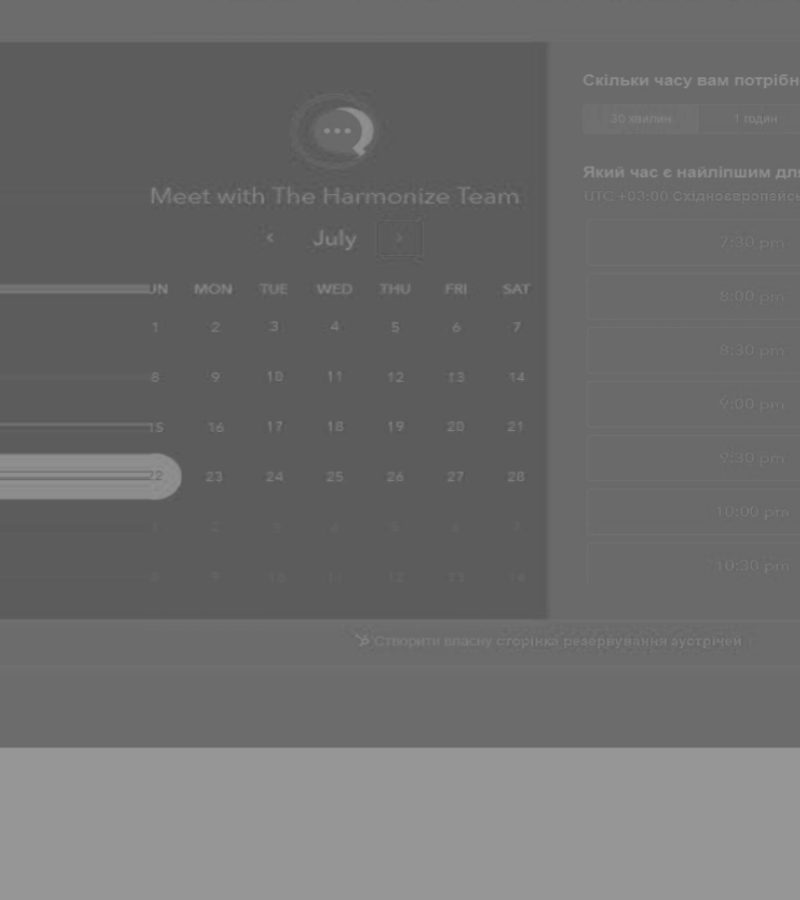 Meet with The Harmonize Team
‹ July ›
UN MON TUE WED THU FRI SAT
1 2 3 4 5 6 7
8 9 10 11 12 13 14
15 16 17 18 19 20 21
22 23 24 25 26 27 28
1 2 3 4 5 6 7
8 9 10 11 12 13 14
Скільки часу вам потрібн
30 хвилин 1 годин
Який час є найліпшим для
UTC +03:00 Східноєвропейсь
7:30 pm
8:00 pm
8:30 pm
9:00 pm
9:30 pm
10:00 pm
10:30 pm
Створити власну сторінка резервування зустрічей